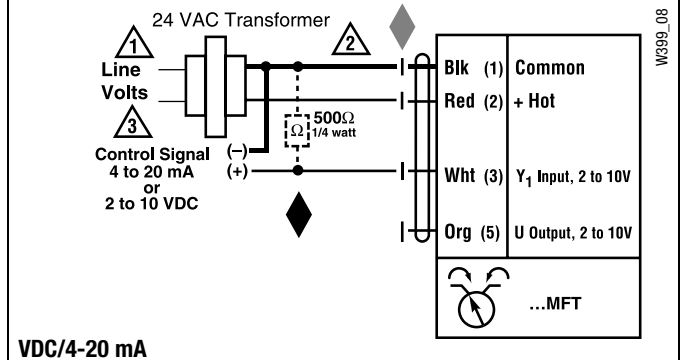 24 VAC Transformer
1
2
Line
Volts
3
Control Signal
4 to 20 mA
or
2 to 10 VDC
(–)
(+)
Ω
500Ω
1/4 watt
Blk (1) Common
Red (2) + Hot
Wht (3) Y₁ Input, 2 to 10V
Org (5) U Output, 2 to 10V
...MFT
W399_08
VDC/4-20 mA